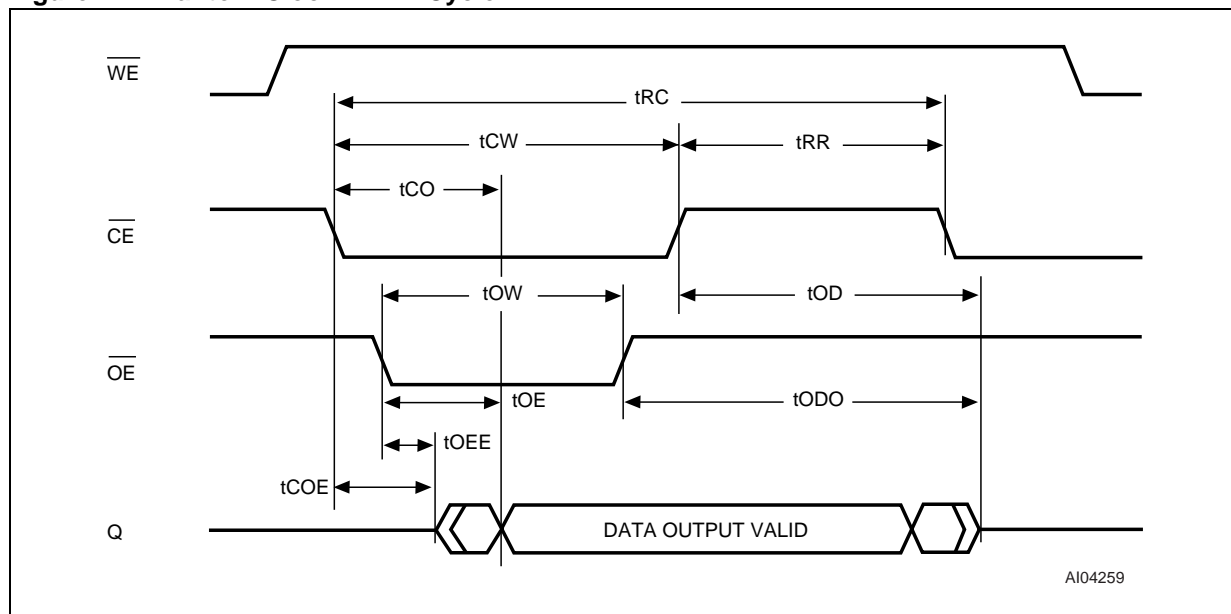 WE
tRC
tCW
tRR
tCO
CE
tOW
tOD
OE
tOE
tODO
tOEE
tCOE
Q
DATA OUTPUT VALID
AI04259